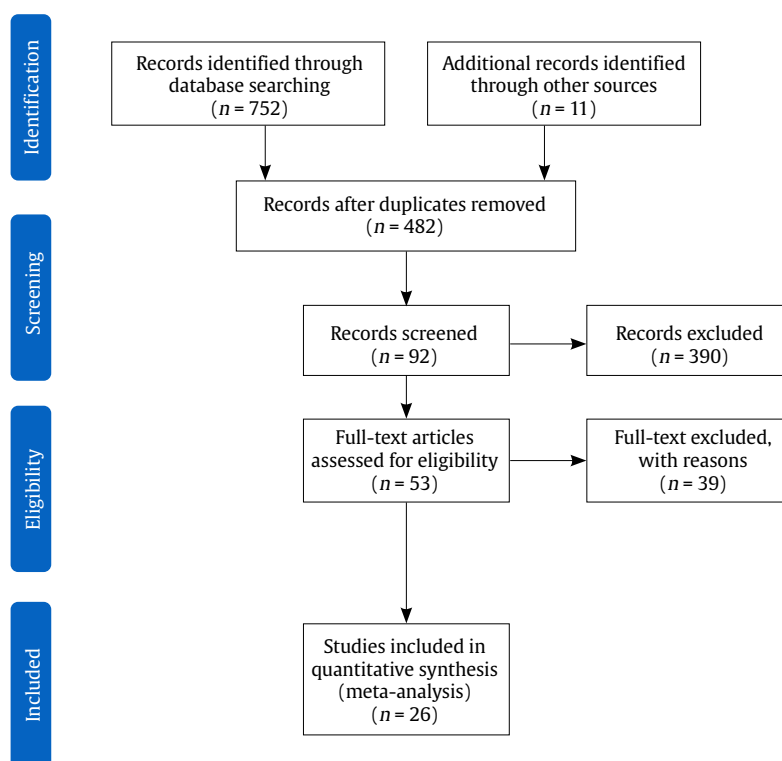 Identification
Records identified through
database searching
(n = 752)
Additional records identified
through other sources
(n = 11)
Records after duplicates removed
(n = 482)
Screening
Records screened
(n = 92)
Records excluded
(n = 390)
Eligibility
Full-text articles
assessed for eligibility
(n = 53)
Full-text excluded,
with reasons
(n = 39)
Included
Studies included in
quantitative synthesis
(meta-analysis)
(n = 26)